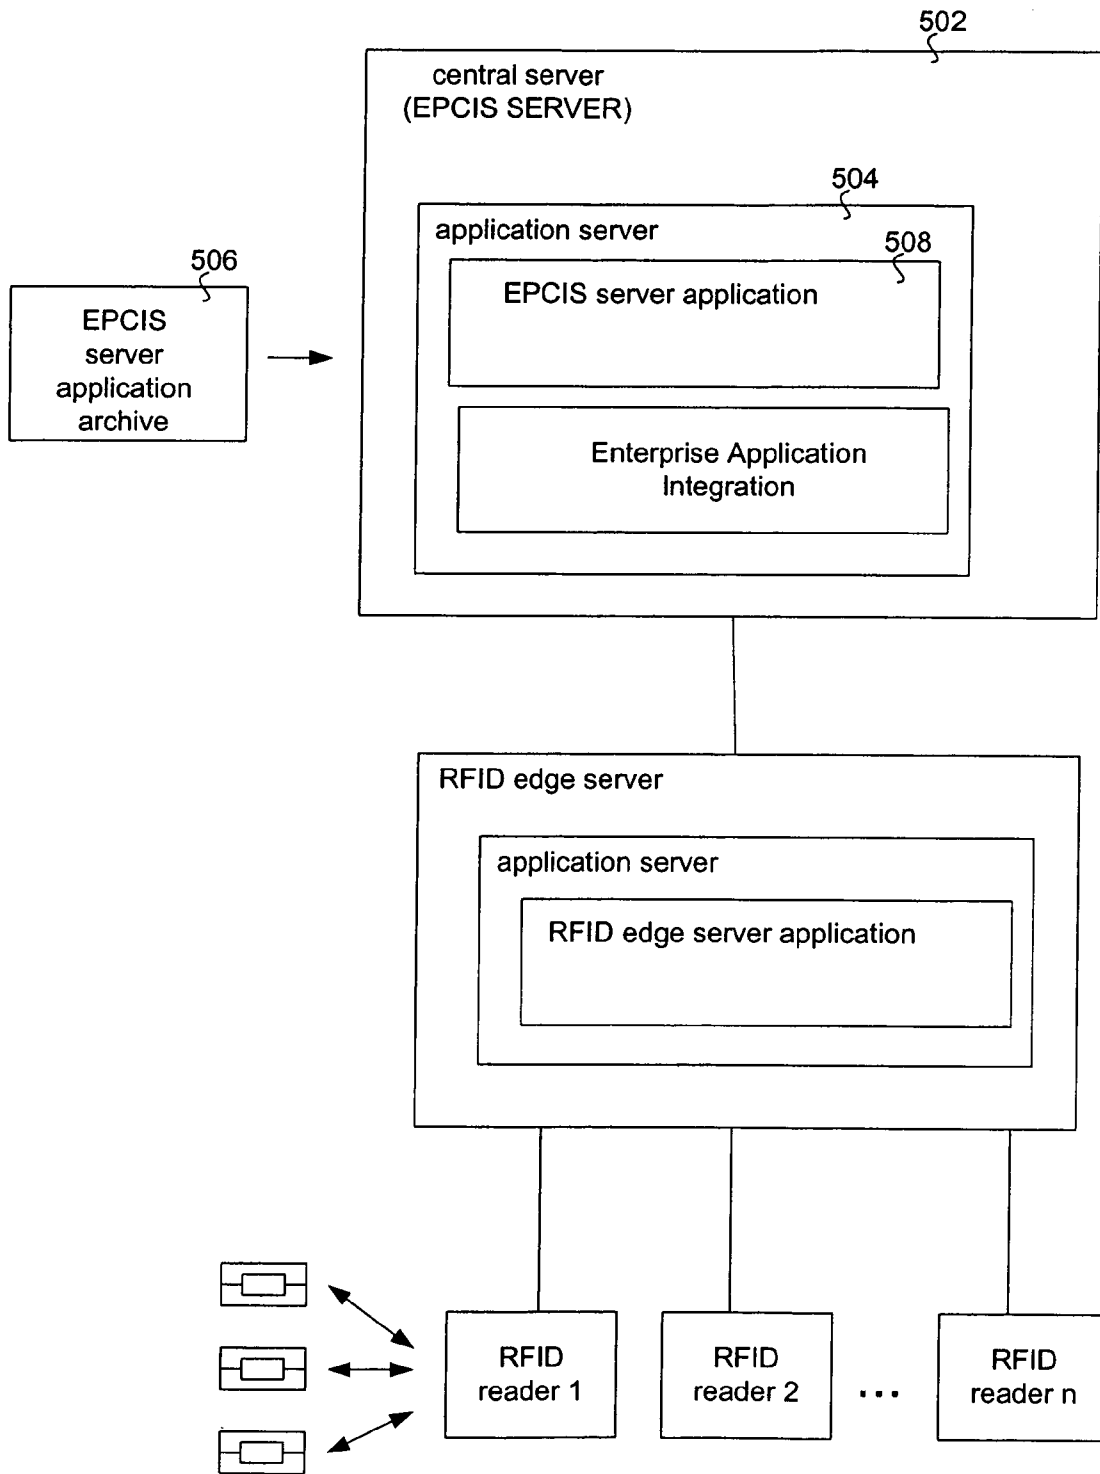 502
central server
(EPCIS SERVER)
504
application server
508
EPCIS server application
506
EPCIS
server
application
archive
Enterprise Application
Integration
RFID edge server
application server
RFID edge server application
RFID
reader 1
RFID
reader 2
...
RFID
reader n